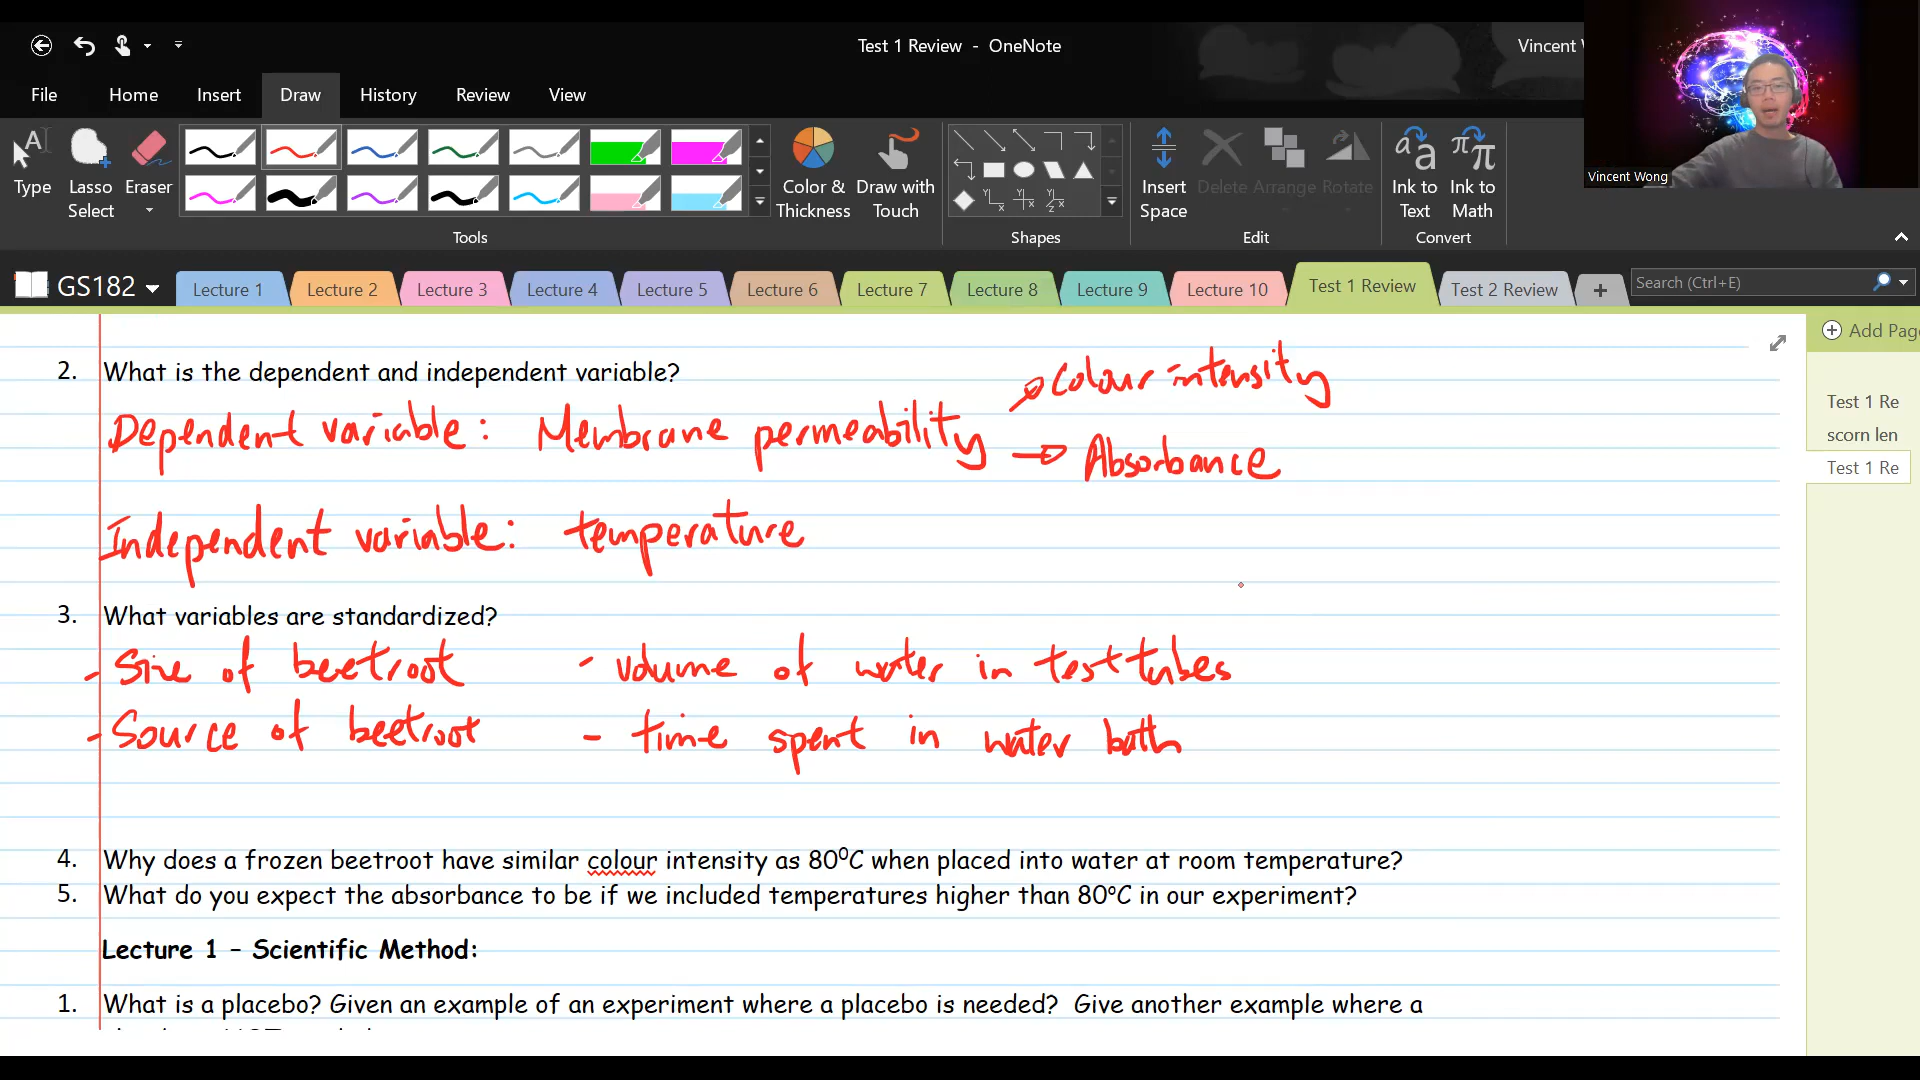 Test 1 Review - OneNote
Vincent W
File Home Insert Draw History Review View
Type
Lasso Select
Eraser
Color & Thickness
Draw with Touch
Insert Space
Delete Arrange Rotate
Ink to Text
Ink to Math
Tools
Shapes
Edit
Convert
Vincent Wong
GS182
Lecture 1 Lecture 2 Lecture 3 Lecture 4 Lecture 5 Lecture 6 Lecture 7 Lecture 8 Lecture 9 Lecture 10 Test 1 Review Test 2 Review
Search (Ctrl+E)
Add Pag
Test 1 Re
scorn len
Test 1 Re
2. What is the dependent and independent variable?
Colour intensity
Dependent variable: Membrane permeability
Absorbance
Independent variable: temperature
3. What variables are standardized?
- Size of beetroot - volume of water in test tubes
- Source of beetroot - time spent in water bath
4. Why does a frozen beetroot have similar colour intensity as 80⁰C when placed into water at room temperature?
5. What do you expect the absorbance to be if we included temperatures higher than 80ºC in our experiment?
Lecture 1 – Scientific Method:
1. What is a placebo? Given an example of an experiment where a placebo is needed? Give another example where a